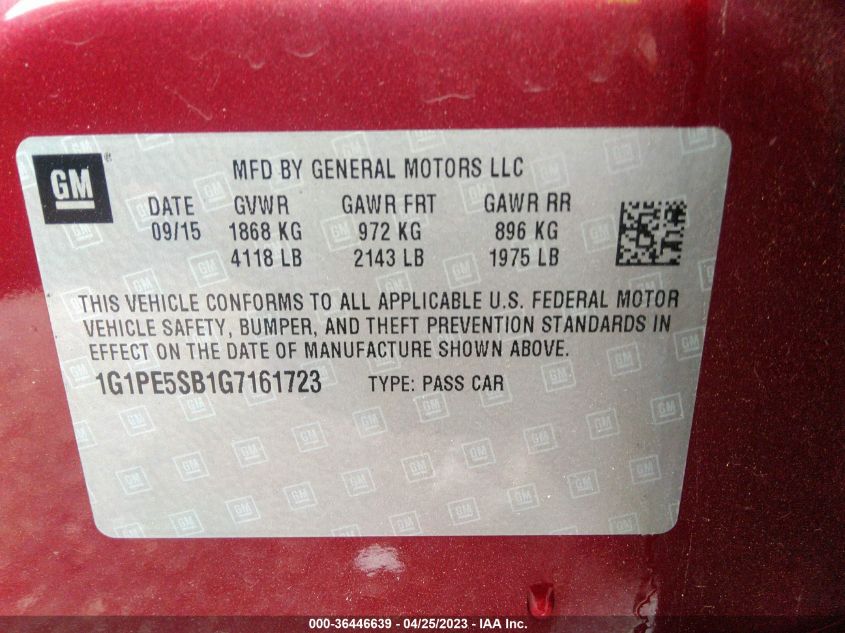 GM
®
MFD BY GENERAL MOTORS LLC
DATE GVWR GAWR FRT GAWR RR
09/15 1868 KG 972 KG 896 KG
4118 LB 2143 LB 1975 LB
THIS VEHICLE CONFORMS TO ALL APPLICABLE U.S. FEDERAL MOTOR
VEHICLE SAFETY, BUMPER, AND THEFT PREVENTION STANDARDS IN
EFFECT ON THE DATE OF MANUFACTURE SHOWN ABOVE.
1G1PE5SB1G7161723 TYPE: PASS CAR
000-36446639 - 04/25/2023 - IAA Inc.